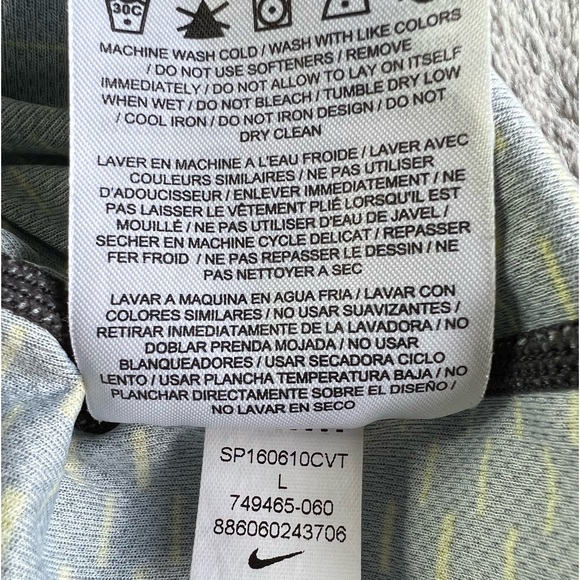 30C
MACHINE WASH COLD / WASH WITH LIKE COLORS
/ DO NOT USE SOFTENERS / REMOVE
IMMEDIATELY / DO NOT ALLOW TO LAY ON ITSELF
WHEN WET / DO NOT BLEACH / TUMBLE DRY LOW
/ COOL IRON / DO NOT IRON DESIGN / DO NOT
DRY CLEAN
LAVER EN MACHINE A L'EAU FROIDE / LAVER AVEC
COULEURS SIMILAIRES / NE PAS UTILISER
D'ADOUCISSEUR / ENLEVER IMMEDIATEMENT / NE
PAS LAISSER LE VÊTEMENT PLIÉ LORSQU'IL EST
MOUILLÉ / NE PAS UTILISER D'EAU DE JAVEL /
SECHER EN MACHINE CYCLE DELICAT / REPASSER
FER FROID / NE PAS REPASSER LE DESSIN / NE
PAS NETTOYER A SEC
LAVAR A MAQUINA EN AGUA FRIA / LAVAR CON
COLORES SIMILARES / NO USAR SUAVIZANTES /
RETIRAR INMEDIATAMENTE DE LA LAVADORA / NO
DOBLAR PRENDA MOJADA / NO USAR
BLANQUEADORES / USAR SECADORA CICLO
LENTO / USAR PLANCHA TEMPERATURA BAJA / NO
PLANCHAR DIRECTAMENTE SOBRE EL DISEÑO /
NO LAVAR EN SECO
SP160610CVT
L
749465-060
886060243706